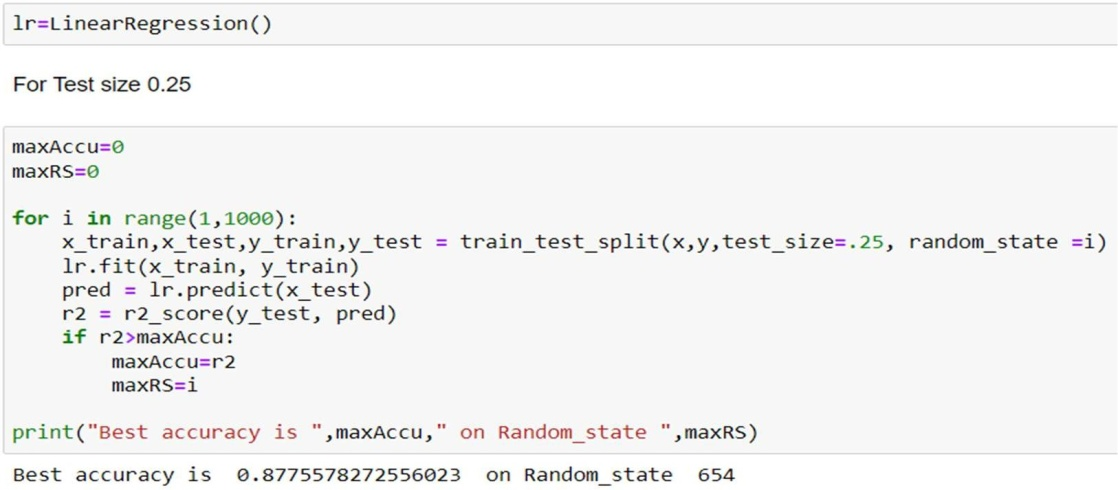 lr=LinearRegression()
For Test size 0.25
maxAccu=0
maxRS=0
for i in range(1,1000):
    x_train,x_test,y_train,y_test = train_test_split(x,y,test_size=.25, random_state =i)
    lr.fit(x_train, y_train)
    pred = lr.predict(x_test)
    r2 = r2_score(y_test, pred)
    if r2>maxAccu:
        maxAccu=r2
        maxRS=i
print("Best accuracy is ",maxAccu," on Random_state ",maxRS)
Best accuracy is  0.8775578272556023  on Random_state  654